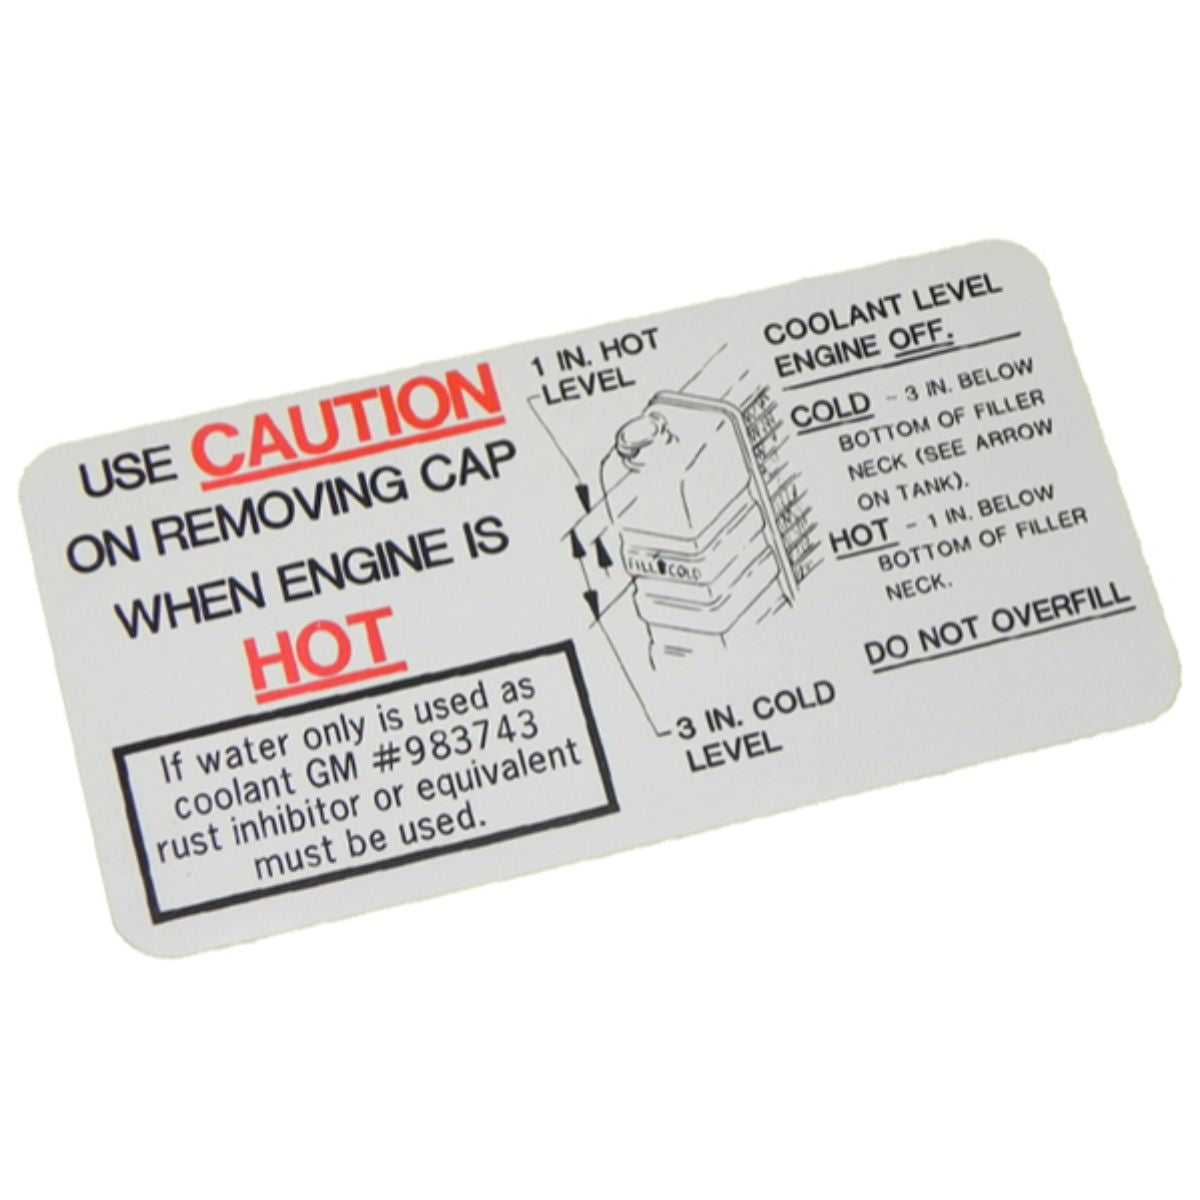 USE CAUTION
ON REMOVING CAP
WHEN ENGINE IS
HOT
If water only is used as
coolant GM #983743
rust inhibitor or equivalent
must be used.
1 IN. HOT
LEVEL
FILL COLD
3 IN. COLD
LEVEL
COOLANT LEVEL
ENGINE OFF.
COLD - 3 IN. BELOW
BOTTOM OF FILLER
NECK (SEE ARROW
ON TANK).
HOT - 1 IN. BELOW
BOTTOM OF FILLER
NECK.
DO NOT OVERFILL